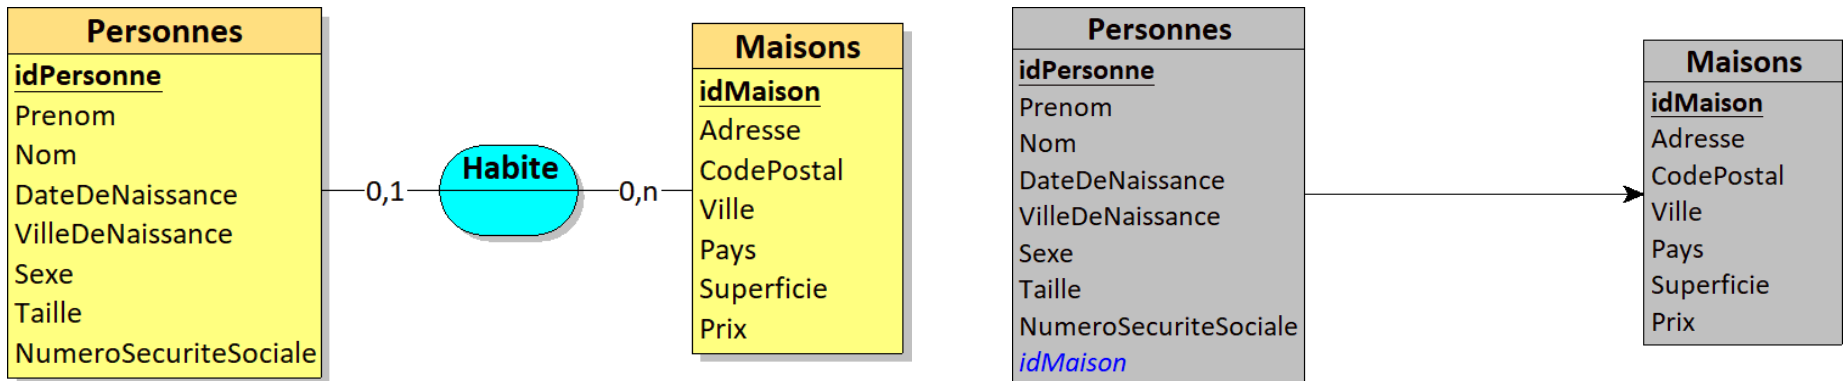 Personnes
idPersonne
Prenom
Nom
DateDeNaissance
VilleDeNaissance
Sexe
Taille
NumeroSecuriteSociale
0,1
Habite
0,n
Maisons
idMaison
Adresse
CodePostal
Ville
Pays
Superficie
Prix
Personnes
idPersonne
Prenom
Nom
DateDeNaissance
VilleDeNaissance
Sexe
Taille
NumeroSecuriteSociale
idMaison
Maisons
idMaison
Adresse
CodePostal
Ville
Pays
Superficie
Prix